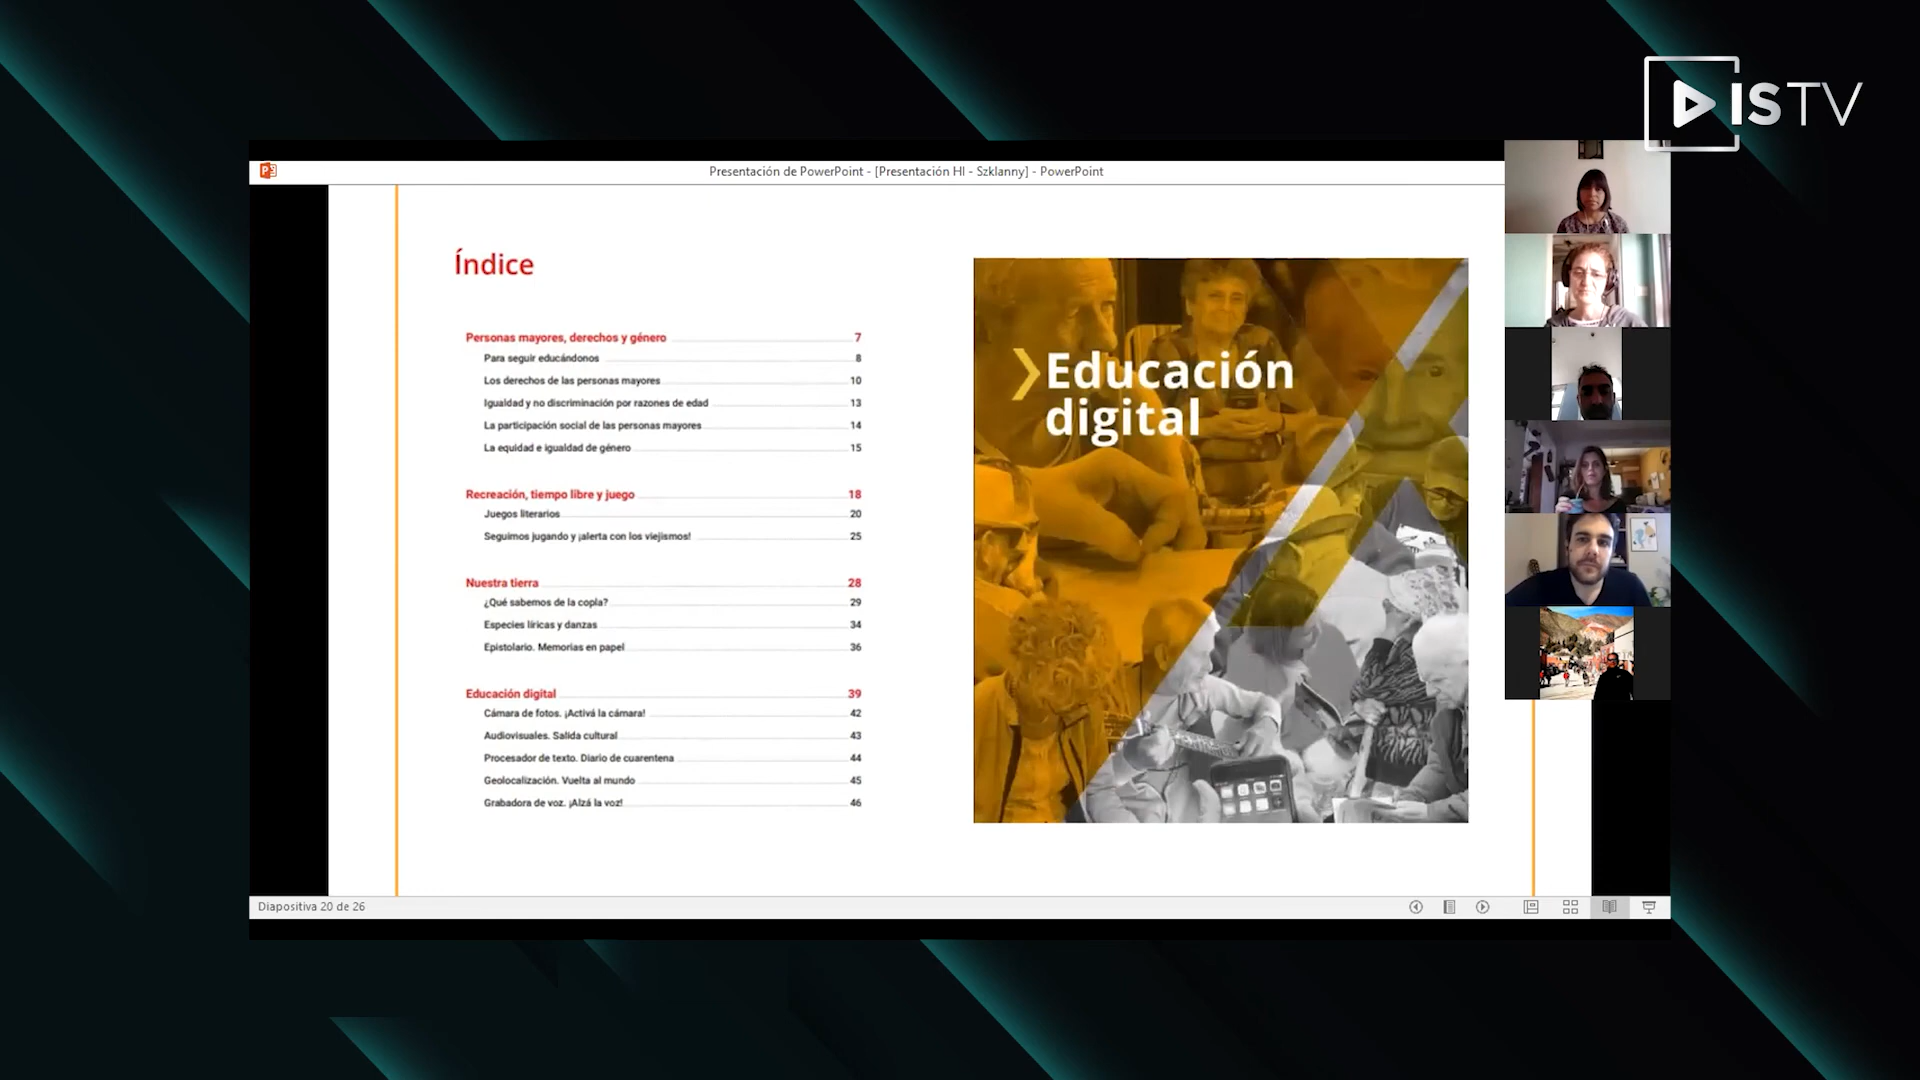 ISTV
Presentación de PowerPoint - [Presentación HI - Szklanny] - PowerPoint
Índice
Personas mayores, derechos y género 7
Para seguir educándonos 8
Los derechos de las personas mayores 10
Igualdad y no discriminación por razones de edad 13
La participación social de las personas mayores 14
La equidad e igualdad de género 15
Recreación, tiempo libre y juego 18
Juegos literarios 20
Seguimos jugando y ¡alerta con los viejismos! 25
Nuestra tierra 28
¿Qué sabemos de la copla? 29
Especies líricas y danzas 34
Epistolario. Memorias en papel 36
Educación digital 39
Cámara de fotos. ¡Activá la cámara! 42
Audiovisuales. Salida cultural 43
Procesador de texto. Diario de cuarentena 44
Geolocalización. Vuelta al mundo 45
Grabadora de voz. ¡Alzá la voz! 46
Educación
digital
Diapositiva 20 de 26